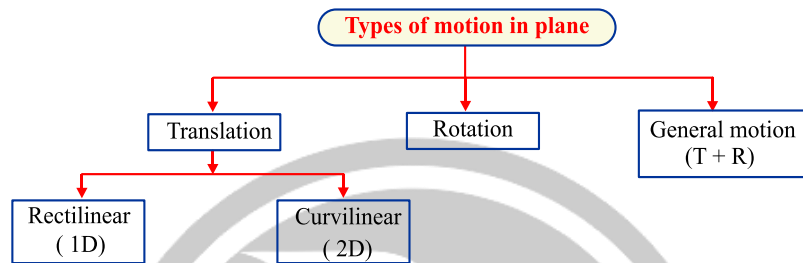 Types of motion in plane
Translation
Rotation
General motion
(T + R)
Rectilinear
( 1D)
Curvilinear
( 2D)